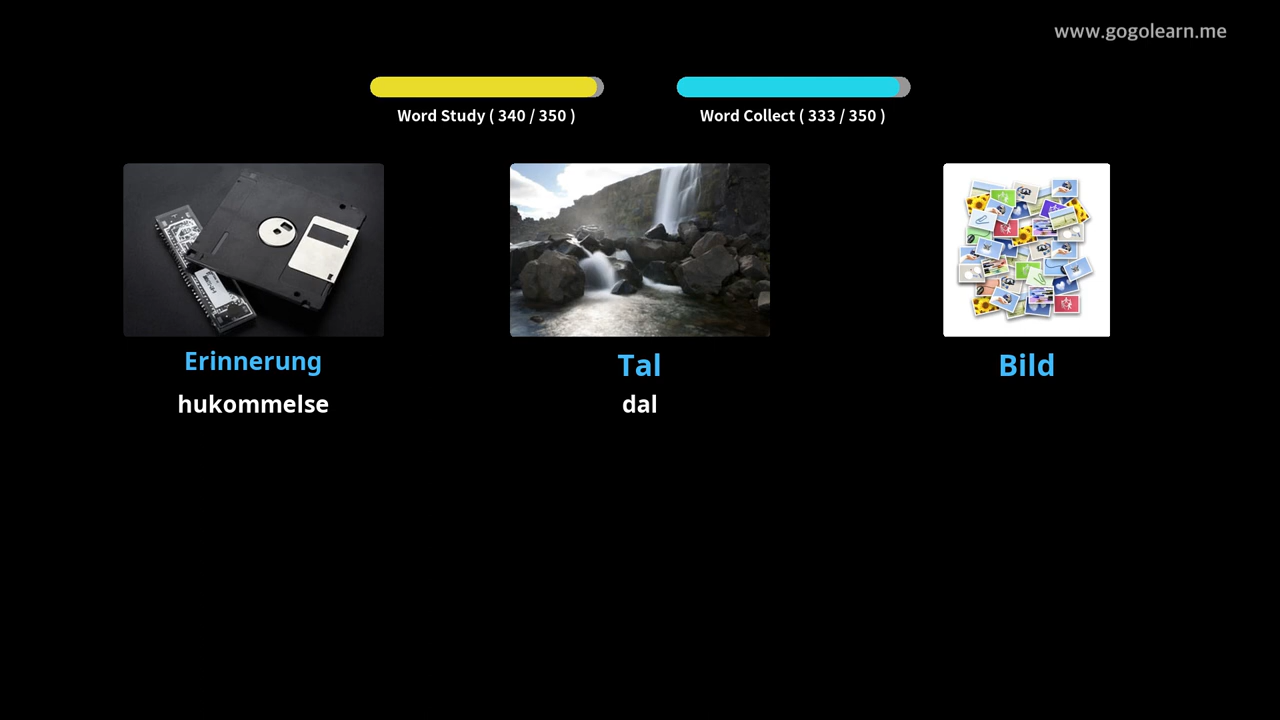 www.gogolearn.me
Word Study ( 340 / 350 )
Word Collect ( 333 / 350 )
Erinnerung
Tal
Bild
hukommelse
dal